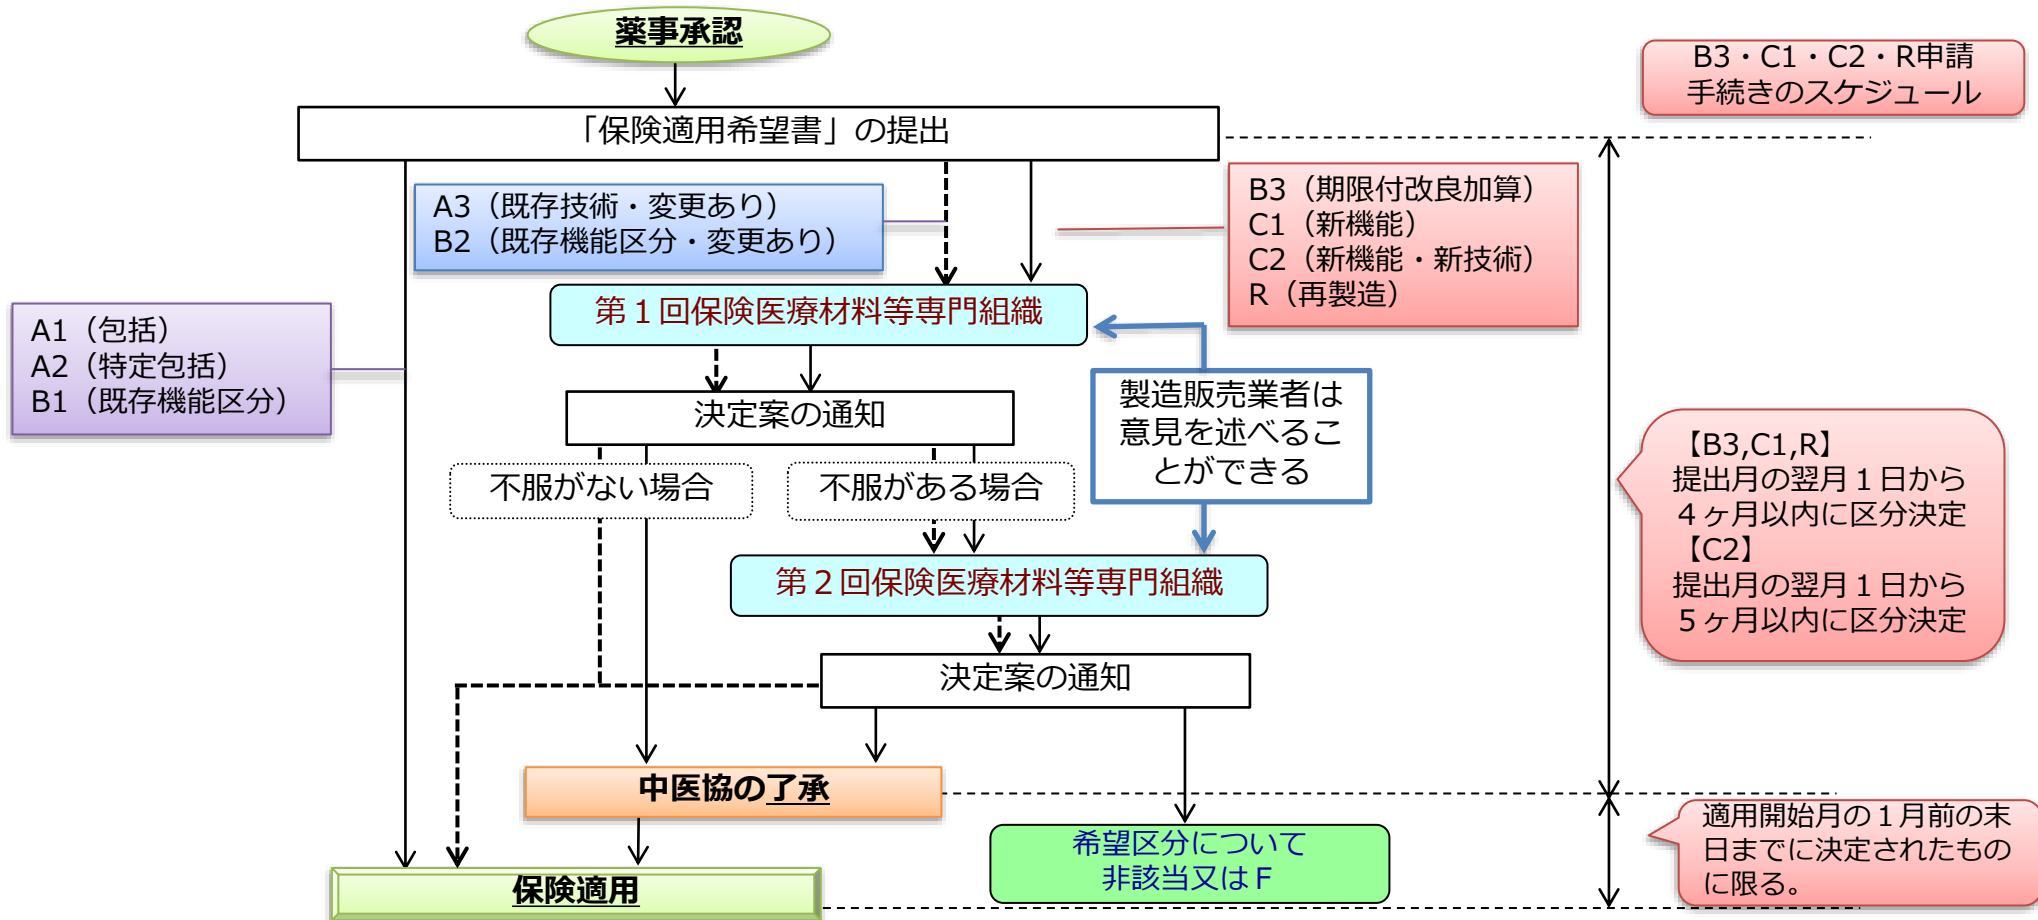 薬事承認
B3・C1・C2・R申請
手続きのスケジュール
「保険適用希望書」の提出
A3（既存技術・変更あり）
B2（既存機能区分・変更あり）
B3（期限付改良加算）
C1（新機能）
C2（新機能・新技術）
R（再製造）
第１回保険医療材料等専門組織
A1（包括）
A2（特定包括）
B1（既存機能区分）
決定案の通知
製造販売業者は
意見を述べるこ
とができる
不服がない場合
不服がある場合
【B3,C1,R】
提出月の翌月１日から
４ヶ月以内に区分決定
【C2】
提出月の翌月１日から
５ヶ月以内に区分決定
第２回保険医療材料等専門組織
決定案の通知
中医協の了承
希望区分について
非該当又はＦ
適用開始月の１月前の末
日までに決定されたもの
に限る。
保険適用